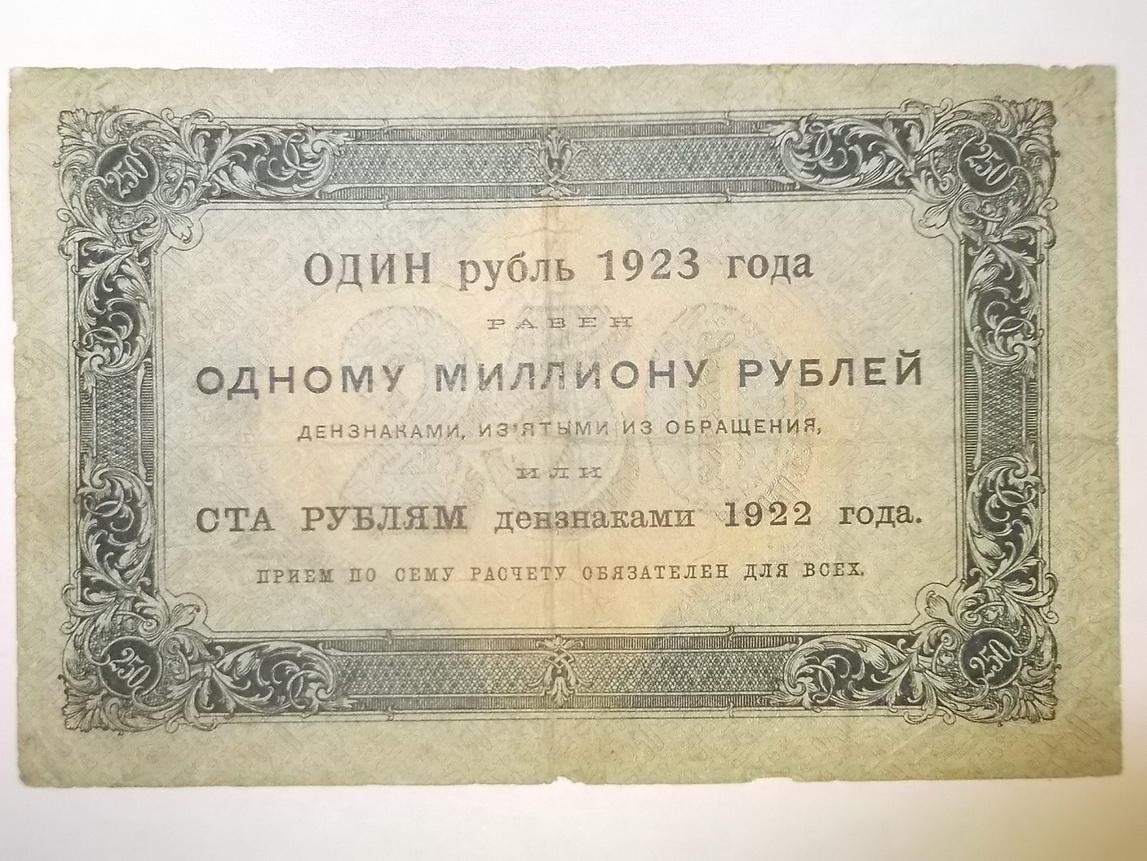 250 250
ОДИН рубль 1923 года
РАВЕН
250
ОДНОМУ МИЛЛИОНУ РУБЛЕЙ
ДЕНЗНАКАМИ, ИЗ'ЯТЫМИ ИЗ ОБРАЩЕНИЯ,
ИЛИ
СТА РУБЛЯМ дензнаками 1922 года.
ПРИЕМ ПО СЕМУ РАСЧЕТУ ОБЯЗАТЕЛЕН ДЛЯ ВСЕХ.
250 250